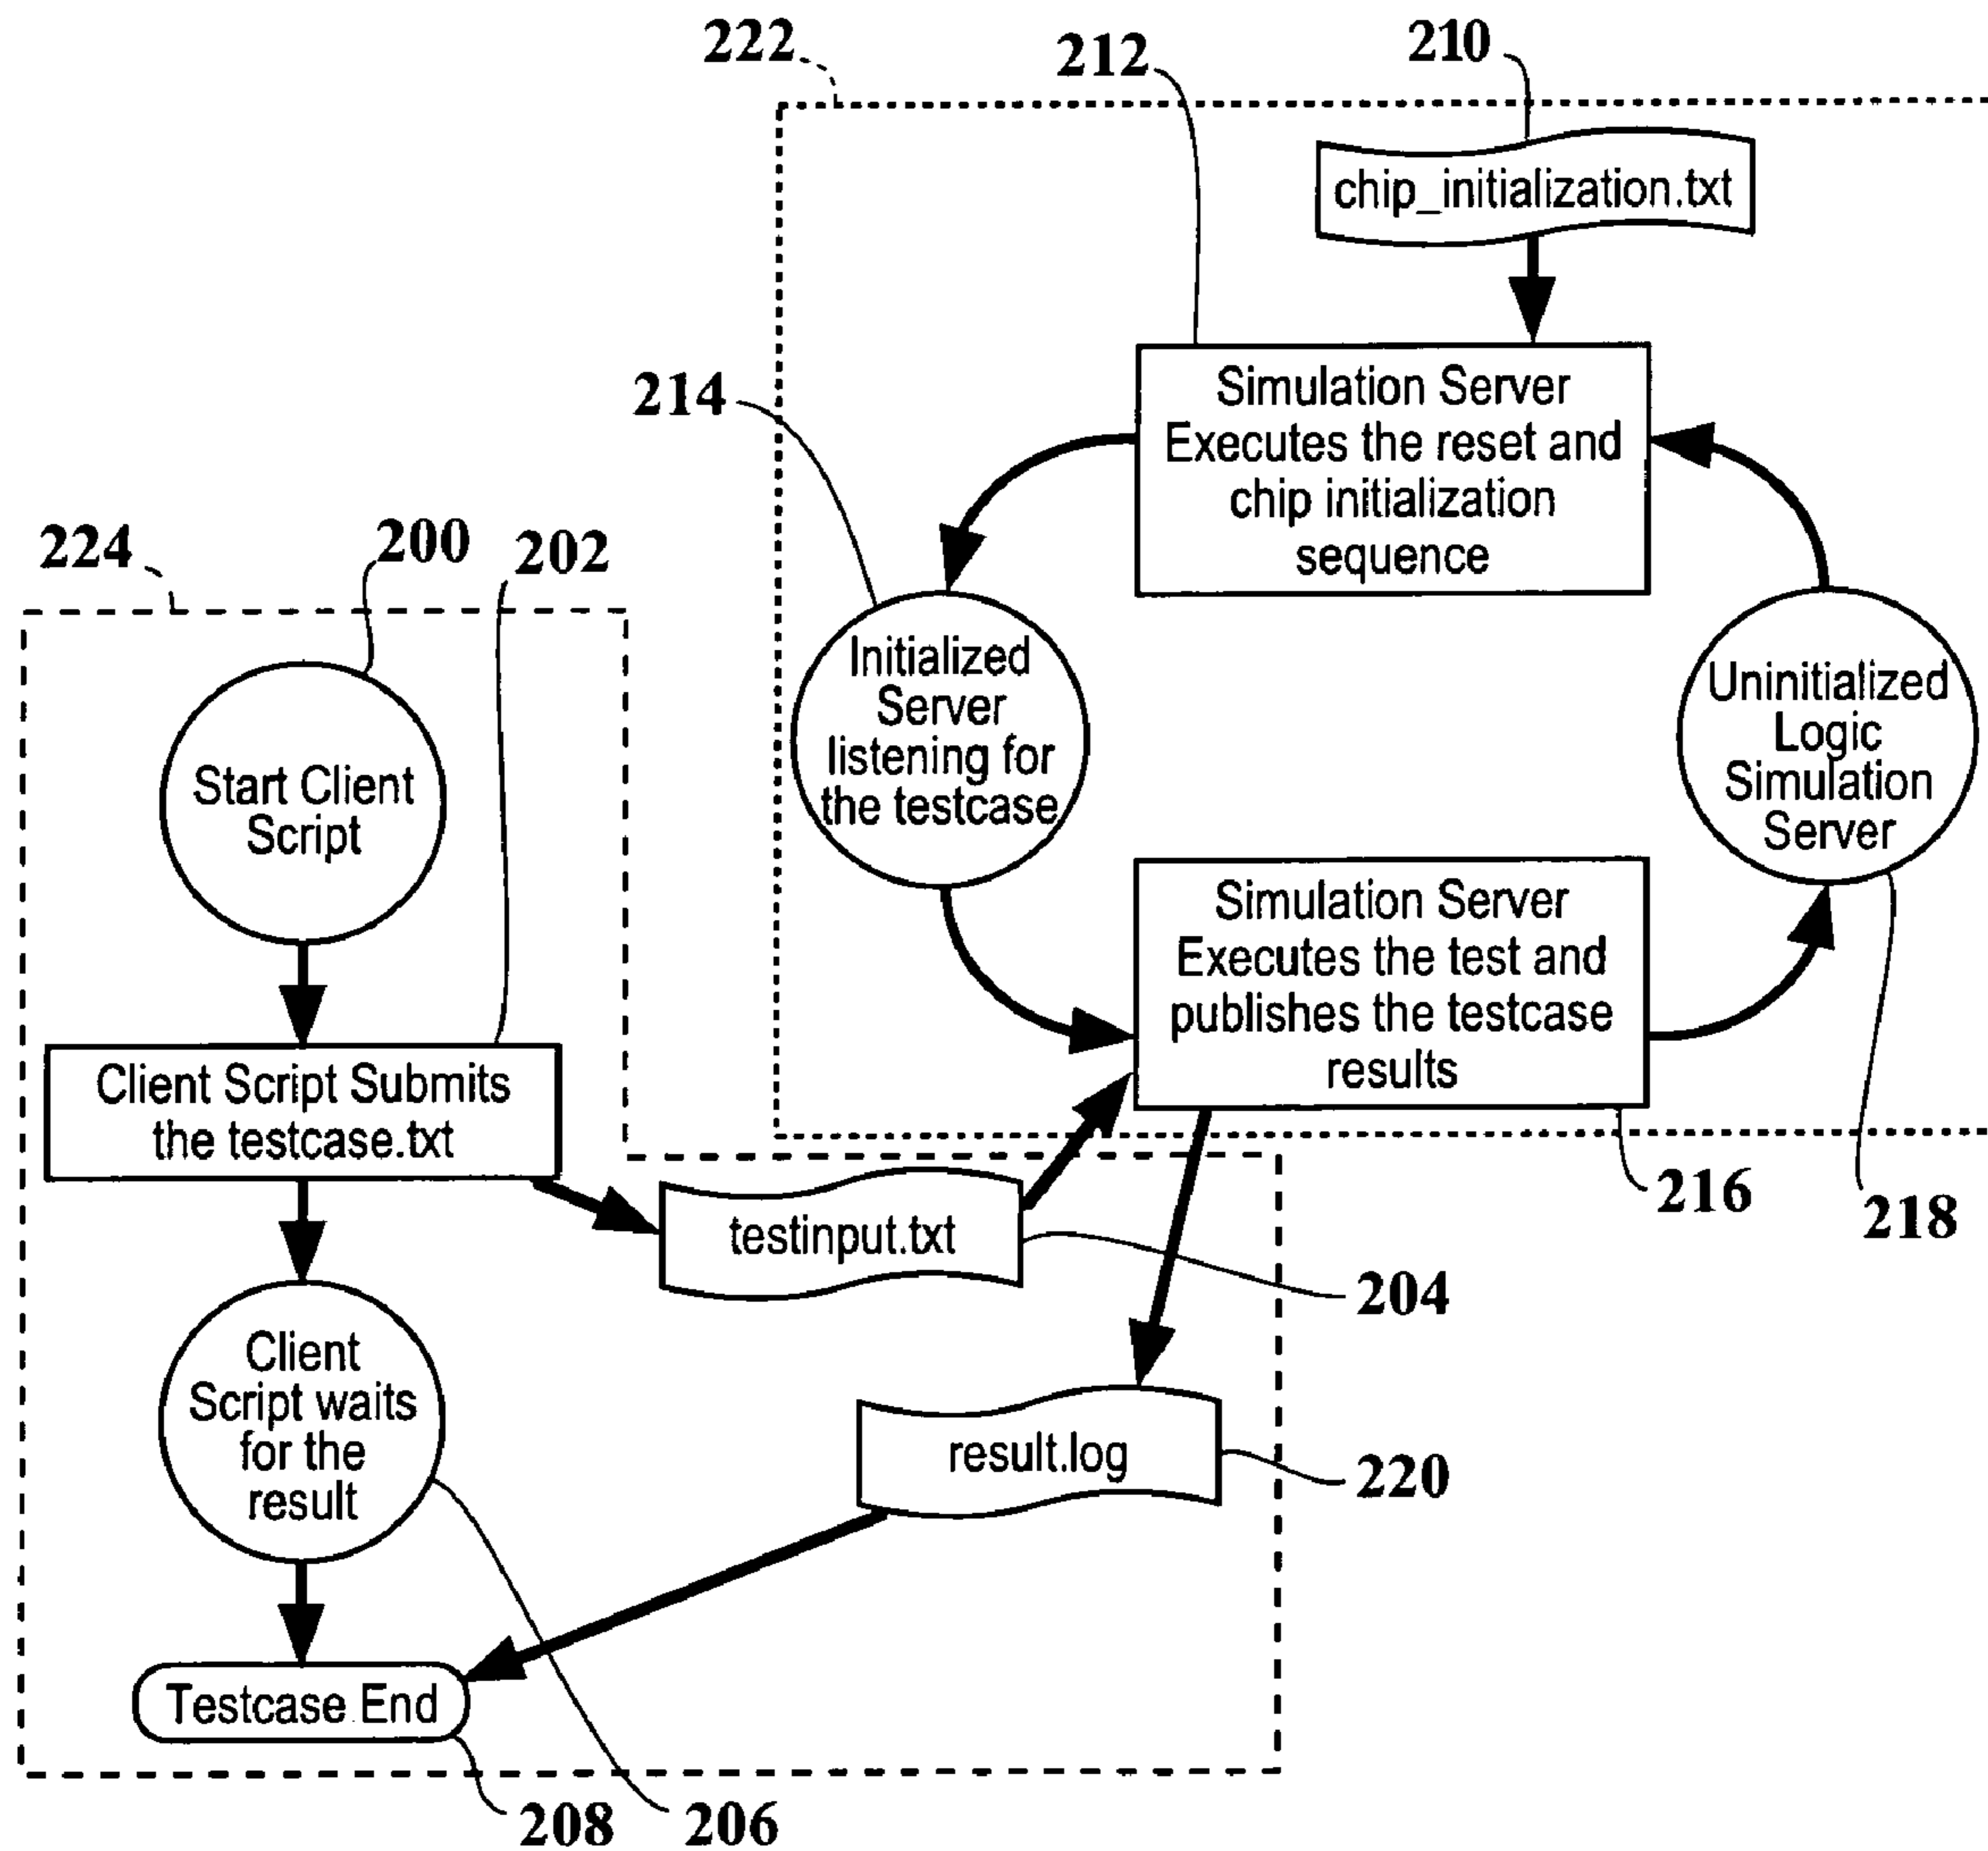 222
212
210
chip_initialization.txt
Simulation Server
Executes the reset and
chip initialization
sequence
214
Initialized
Server
listening for
the testcase
Uninitialized
Logic
Simulation
Server
Simulation Server
Executes the test and
publishes the testcase
results
216
218
224
200
202
Start Client
Script
Client Script Submits
the testcase.txt
testinput.txt
204
Client
Script waits
for the
result
result.log
220
Testcase End
208
206